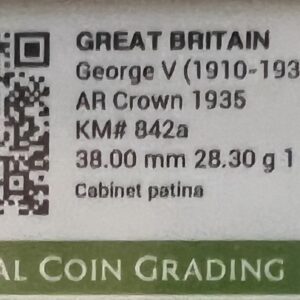 GREAT BRITAIN
George V (1910-193
AR Crown 1935
KM# 842a
38.00 mm 28.30 g 1
Cabinet patina
AL COIN GRADING